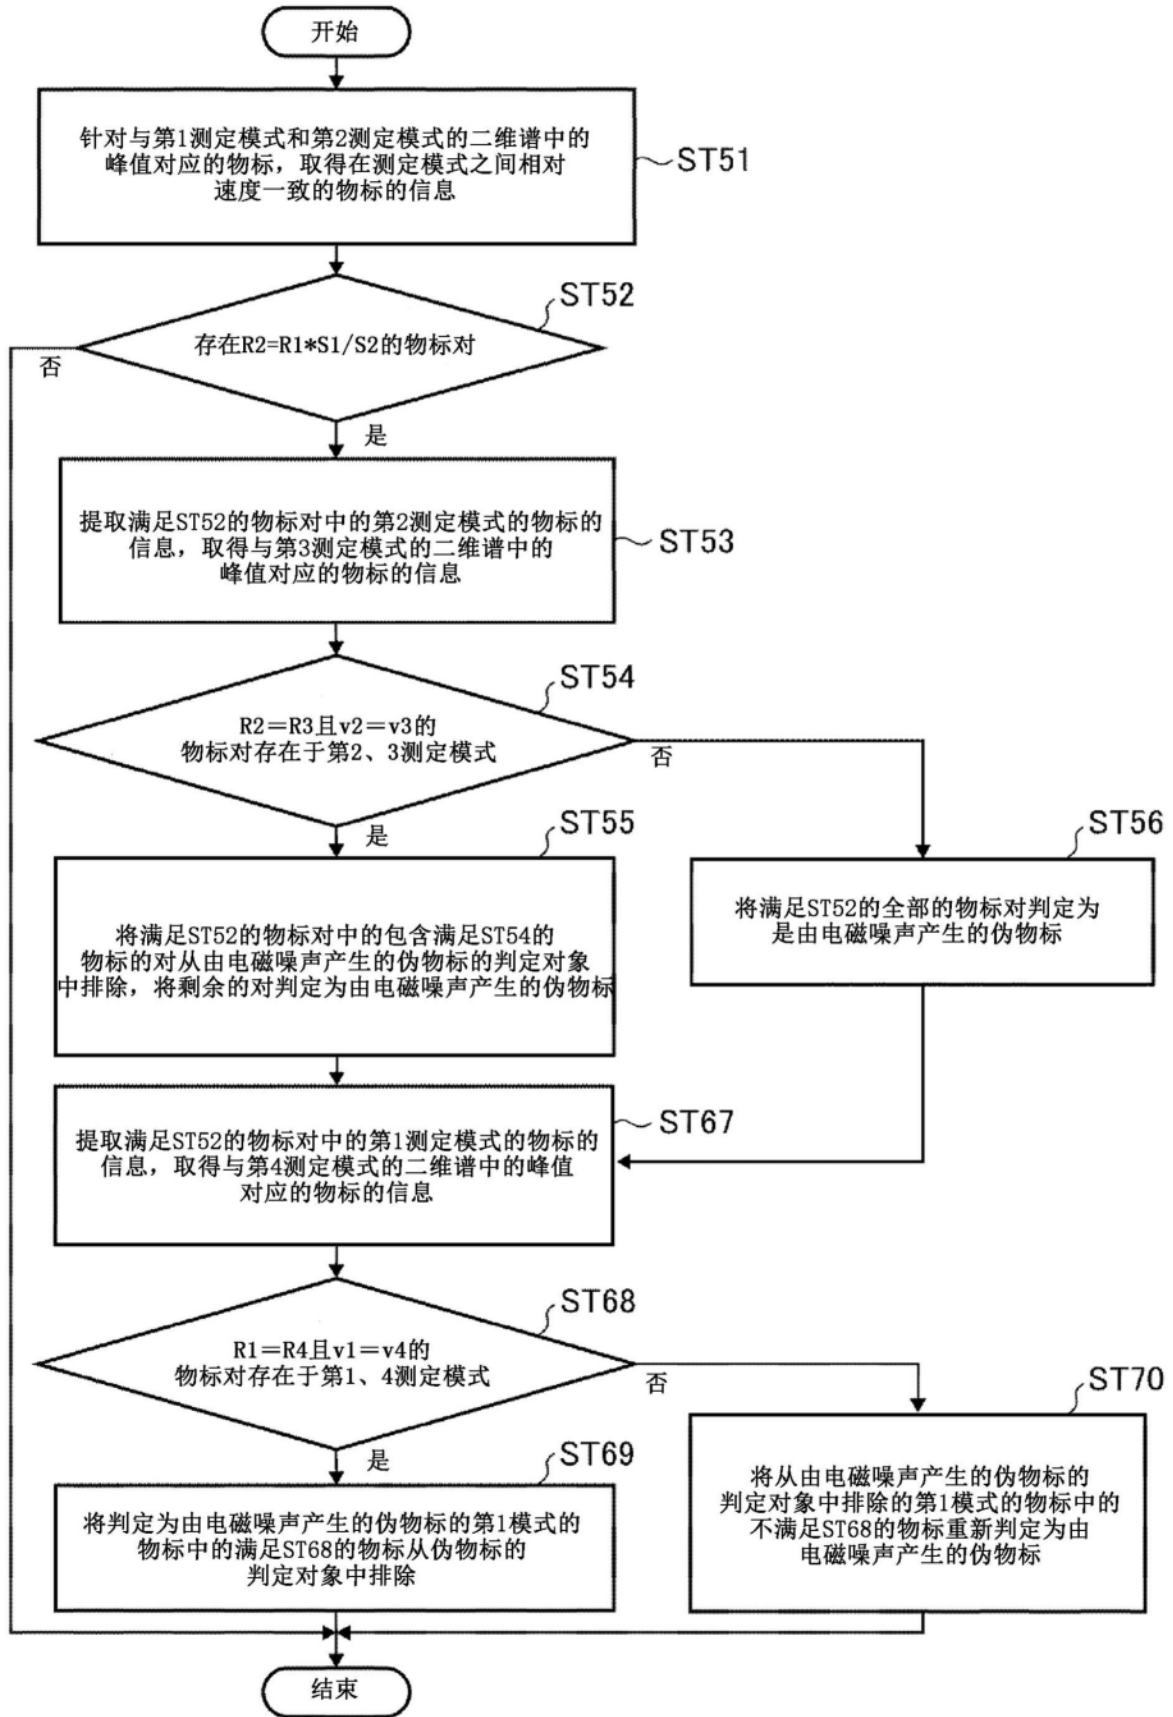 开始
针对与第1测定模式和第2测定模式的二维谱中的
峰值对应的物标，取得在测定模式之间相对
速度一致的物标的信息
ST51
ST52
存在R2=R1*S1/S2的物标对
否
是
提取满足ST52的物标对中的第2测定模式的物标的
信息，取得与第3测定模式的二维谱中的
峰值对应的物标的信息
ST53
ST54
R2＝R3且v2＝v3的
物标对存在于第2、3测定模式
否
是
ST55
将满足ST52的物标对中的包含满足ST54的
物标的对从由电磁噪声产生的伪物标的判定对象
中排除，将剩余的对判定为由电磁噪声产生的伪物标
ST56
将满足ST52的全部的物标对判定为
是由电磁噪声产生的伪物标
提取满足ST52的物标对中的第1测定模式的物标的
信息，取得与第4测定模式的二维谱中的峰值
对应的物标的信息
ST67
ST68
R1＝R4且v1＝v4的
物标对存在于第1、4测定模式
否
是
ST69
将判定为由电磁噪声产生的伪物标的第1模式的
物标中的满足ST68的物标从伪物标的
判定对象中排除
ST70
将从由电磁噪声产生的伪物标的
判定对象中排除的第1模式的物标中的
不满足ST68的物标重新判定为由
电磁噪声产生的伪物标
结束